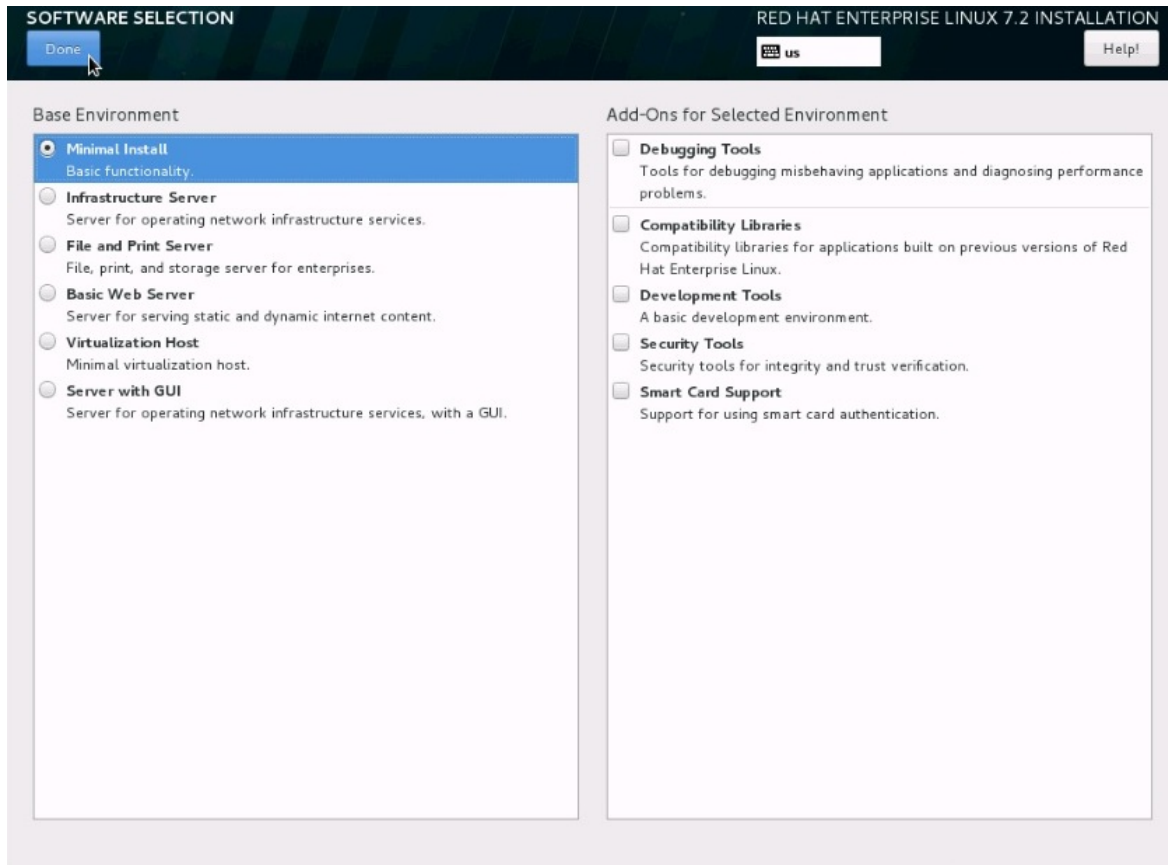 SOFTWARE SELECTION
RED HAT ENTERPRISE LINUX 7.2 INSTALLATION
Done
us
Help!
Base Environment
Minimal Install
Basic functionality.
Infrastructure Server
Server for operating network infrastructure services.
File and Print Server
File, print, and storage server for enterprises.
Basic Web Server
Server for serving static and dynamic internet content.
Virtualization Host
Minimal virtualization host.
Server with GUI
Server for operating network infrastructure services, with a GUI.
Add-Ons for Selected Environment
Debugging Tools
Tools for debugging misbehaving applications and diagnosing performance
problems.
Compatibility Libraries
Compatibility libraries for applications built on previous versions of Red
Hat Enterprise Linux.
Development Tools
A basic development environment.
Security Tools
Security tools for integrity and trust verification.
Smart Card Support
Support for using smart card authentication.